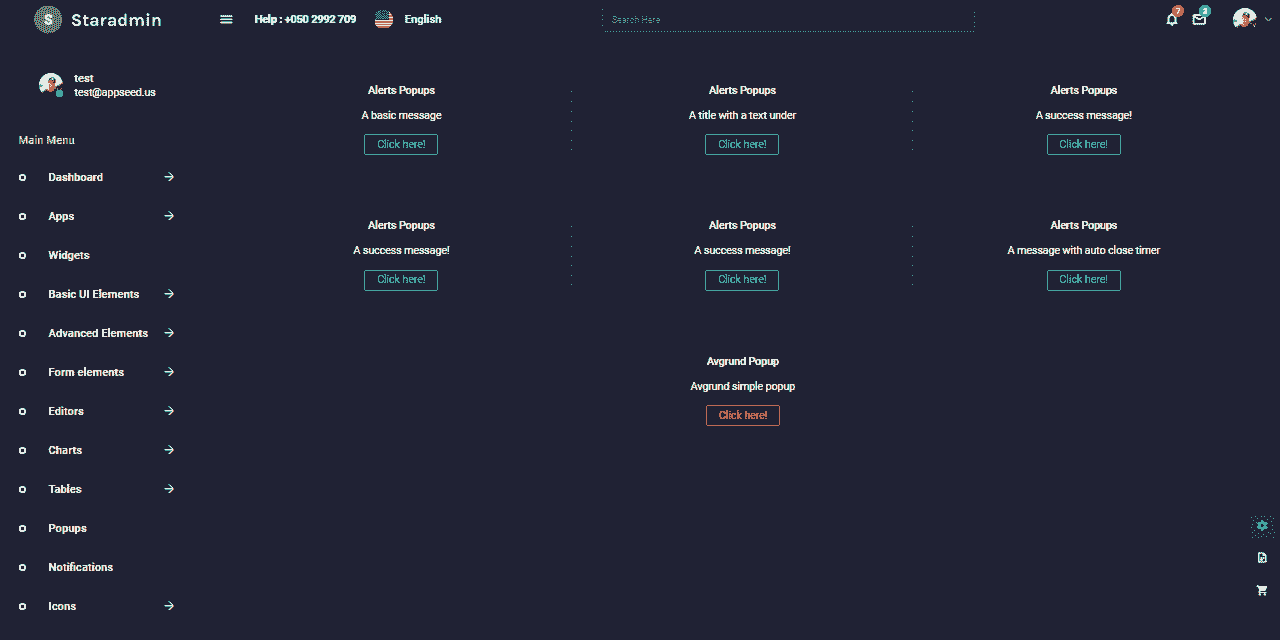 S Staradmin
Help : +050 2992 709
English
Search Here
7
3
test
test@appseed.us
Main Menu
Dashboard
Apps
Widgets
Basic UI Elements
Advanced Elements
Form elements
Editors
Charts
Tables
Popups
Notifications
Icons
Alerts Popups
A basic message
Click here!
Alerts Popups
A title with a text under
Click here!
Alerts Popups
A success message!
Click here!
Alerts Popups
A success message!
Click here!
Alerts Popups
A success message!
Click here!
Alerts Popups
A message with auto close timer
Click here!
Avgrund Popup
Avgrund simple popup
Click here!